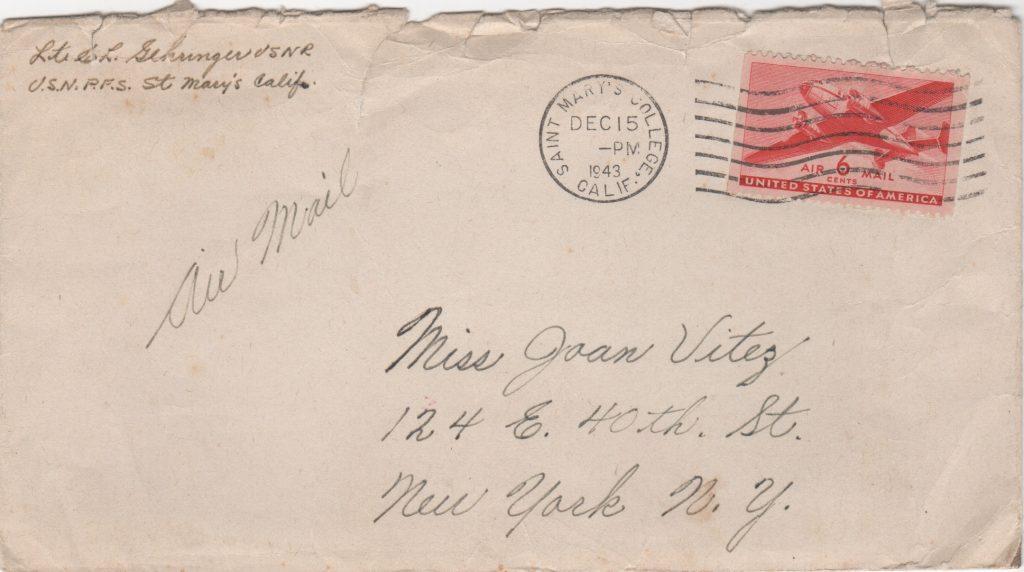 Lt. C. L. Gehringer USNR
U.S.N.P.F.S. St Mary's Calif.
SAINT MARY'S COLLEGE, CALIF.
DEC 15
-PM
1943
AIR 6 MAIL
CENTS
UNITED STATES OF AMERICA
Air Mail
Miss Joan Vitez
124 E. 40th. St.
New York N. Y.